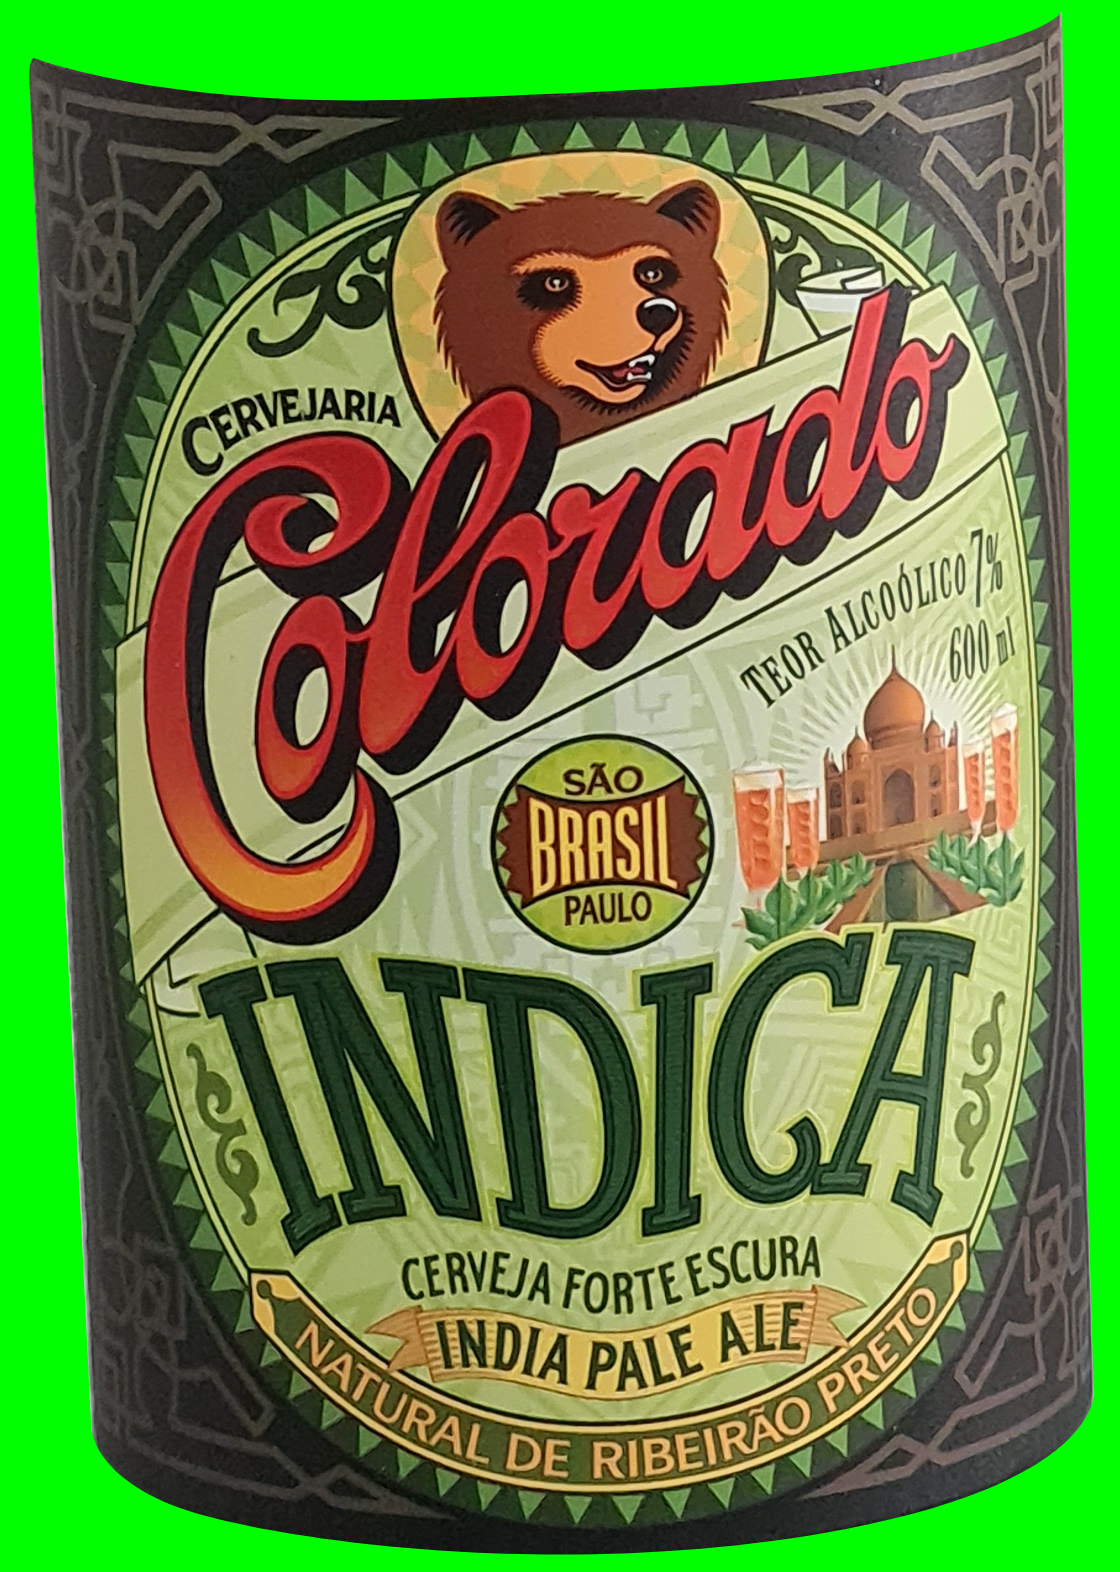 CERVEJARIA
Colorado
TEOR ALCOÓLICO 7%
600 ml
SÃO
BRASIL
PAULO
INDICA
CERVEJA FORTE ESCURA
INDIA PALE ALE
NATURAL DE RIBEIRÃO PRETO